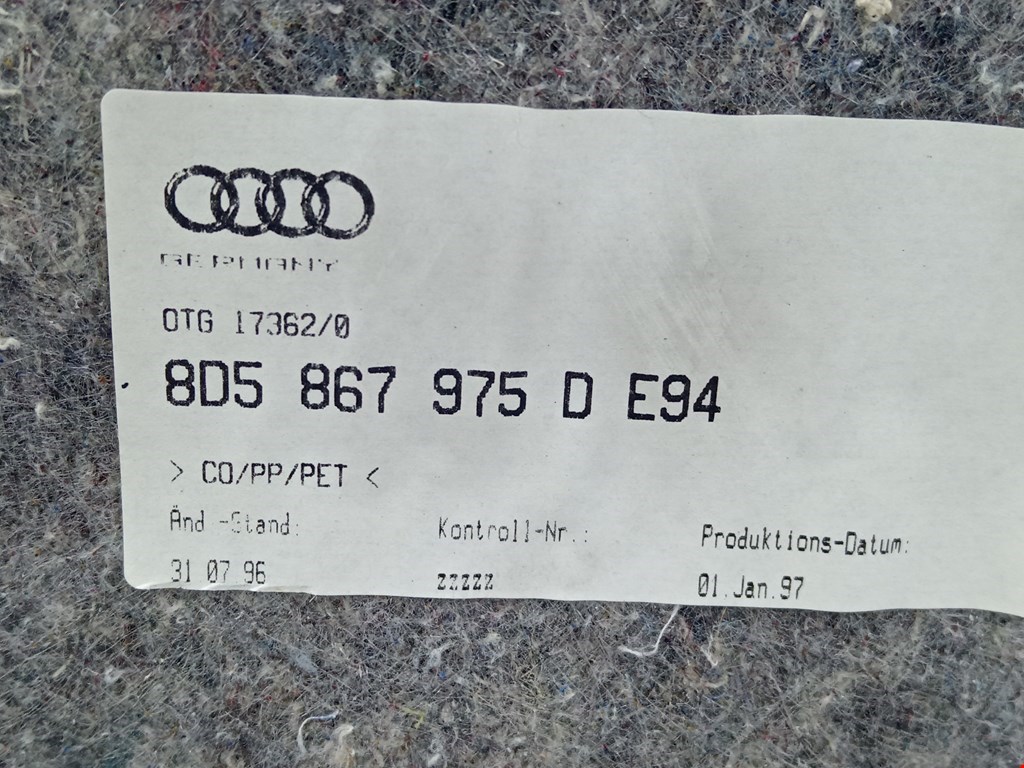 GERMANY
OTG 17362/0
8D5 867 975 D E94
> CO/PP/PET <
Änd -Stand: Kontroll-Nr.: Produktions-Datum:
31 07 96 zzzzz 01.Jan.97